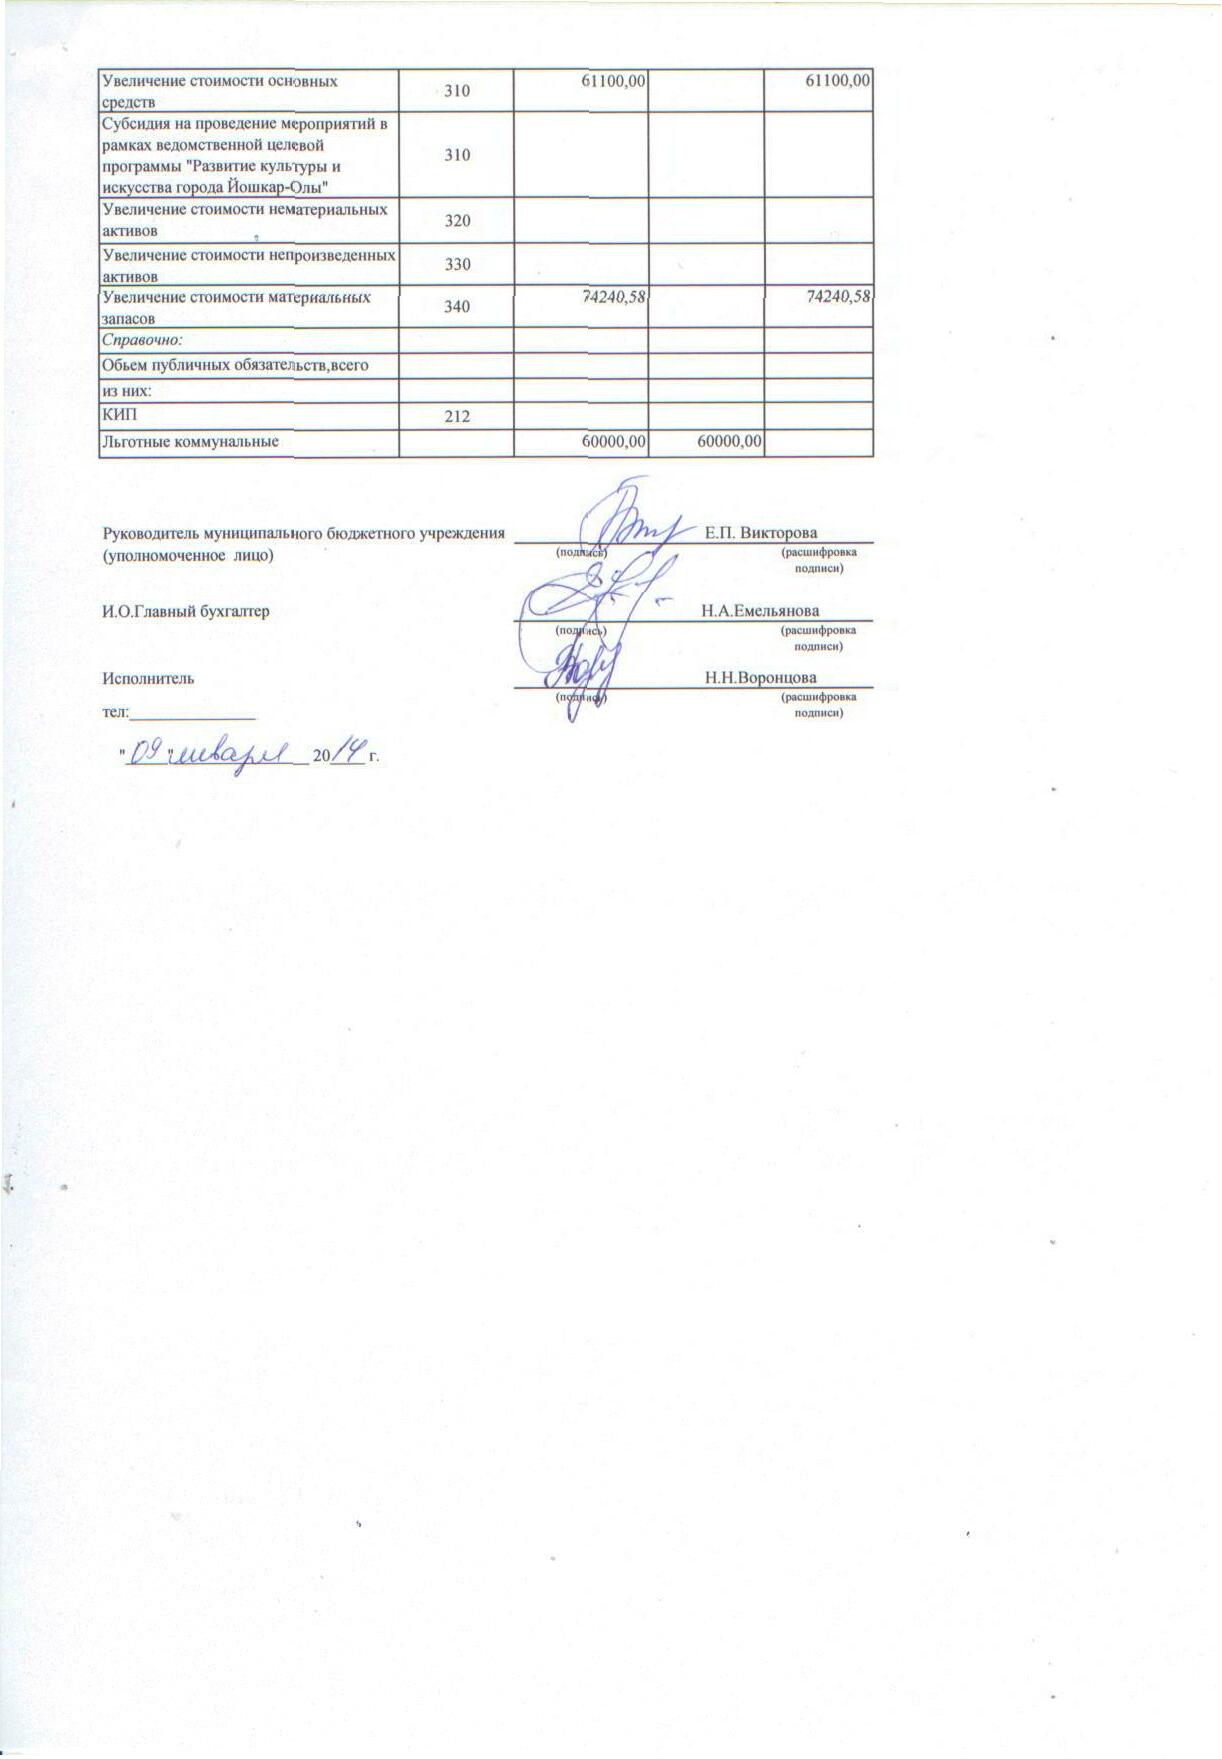 Увеличение стоимости основных
средств 310 61100,00 61100,00
Субсидия на проведение мероприятий в
рамках ведомственной целевой
программы "Развитие культуры и
искусства города Йошкар-Олы" 310
Увеличение стоимости нематериальных
активов 320
Увеличение стоимости непроизведенных
активов 330
Увеличение стоимости материальных
запасов 340 74240,58 74240,58
Справочно:
Обьем публичных обязательств,всего
из них:
КИП 212
Льготные коммунальные 60000,00 60000,00
Руководитель муниципального бюджетного учреждения Е.П. Викторова
(уполномоченное лицо) (подпись) (расшифровка
подписи)
И.О.Главный бухгалтер Н.А.Емельянова
(подпись) (расшифровка
подписи)
Исполнитель Н.Н.Воронцова
(подпись) (расшифровка
подписи)
тел:
"09" января 2014 г.